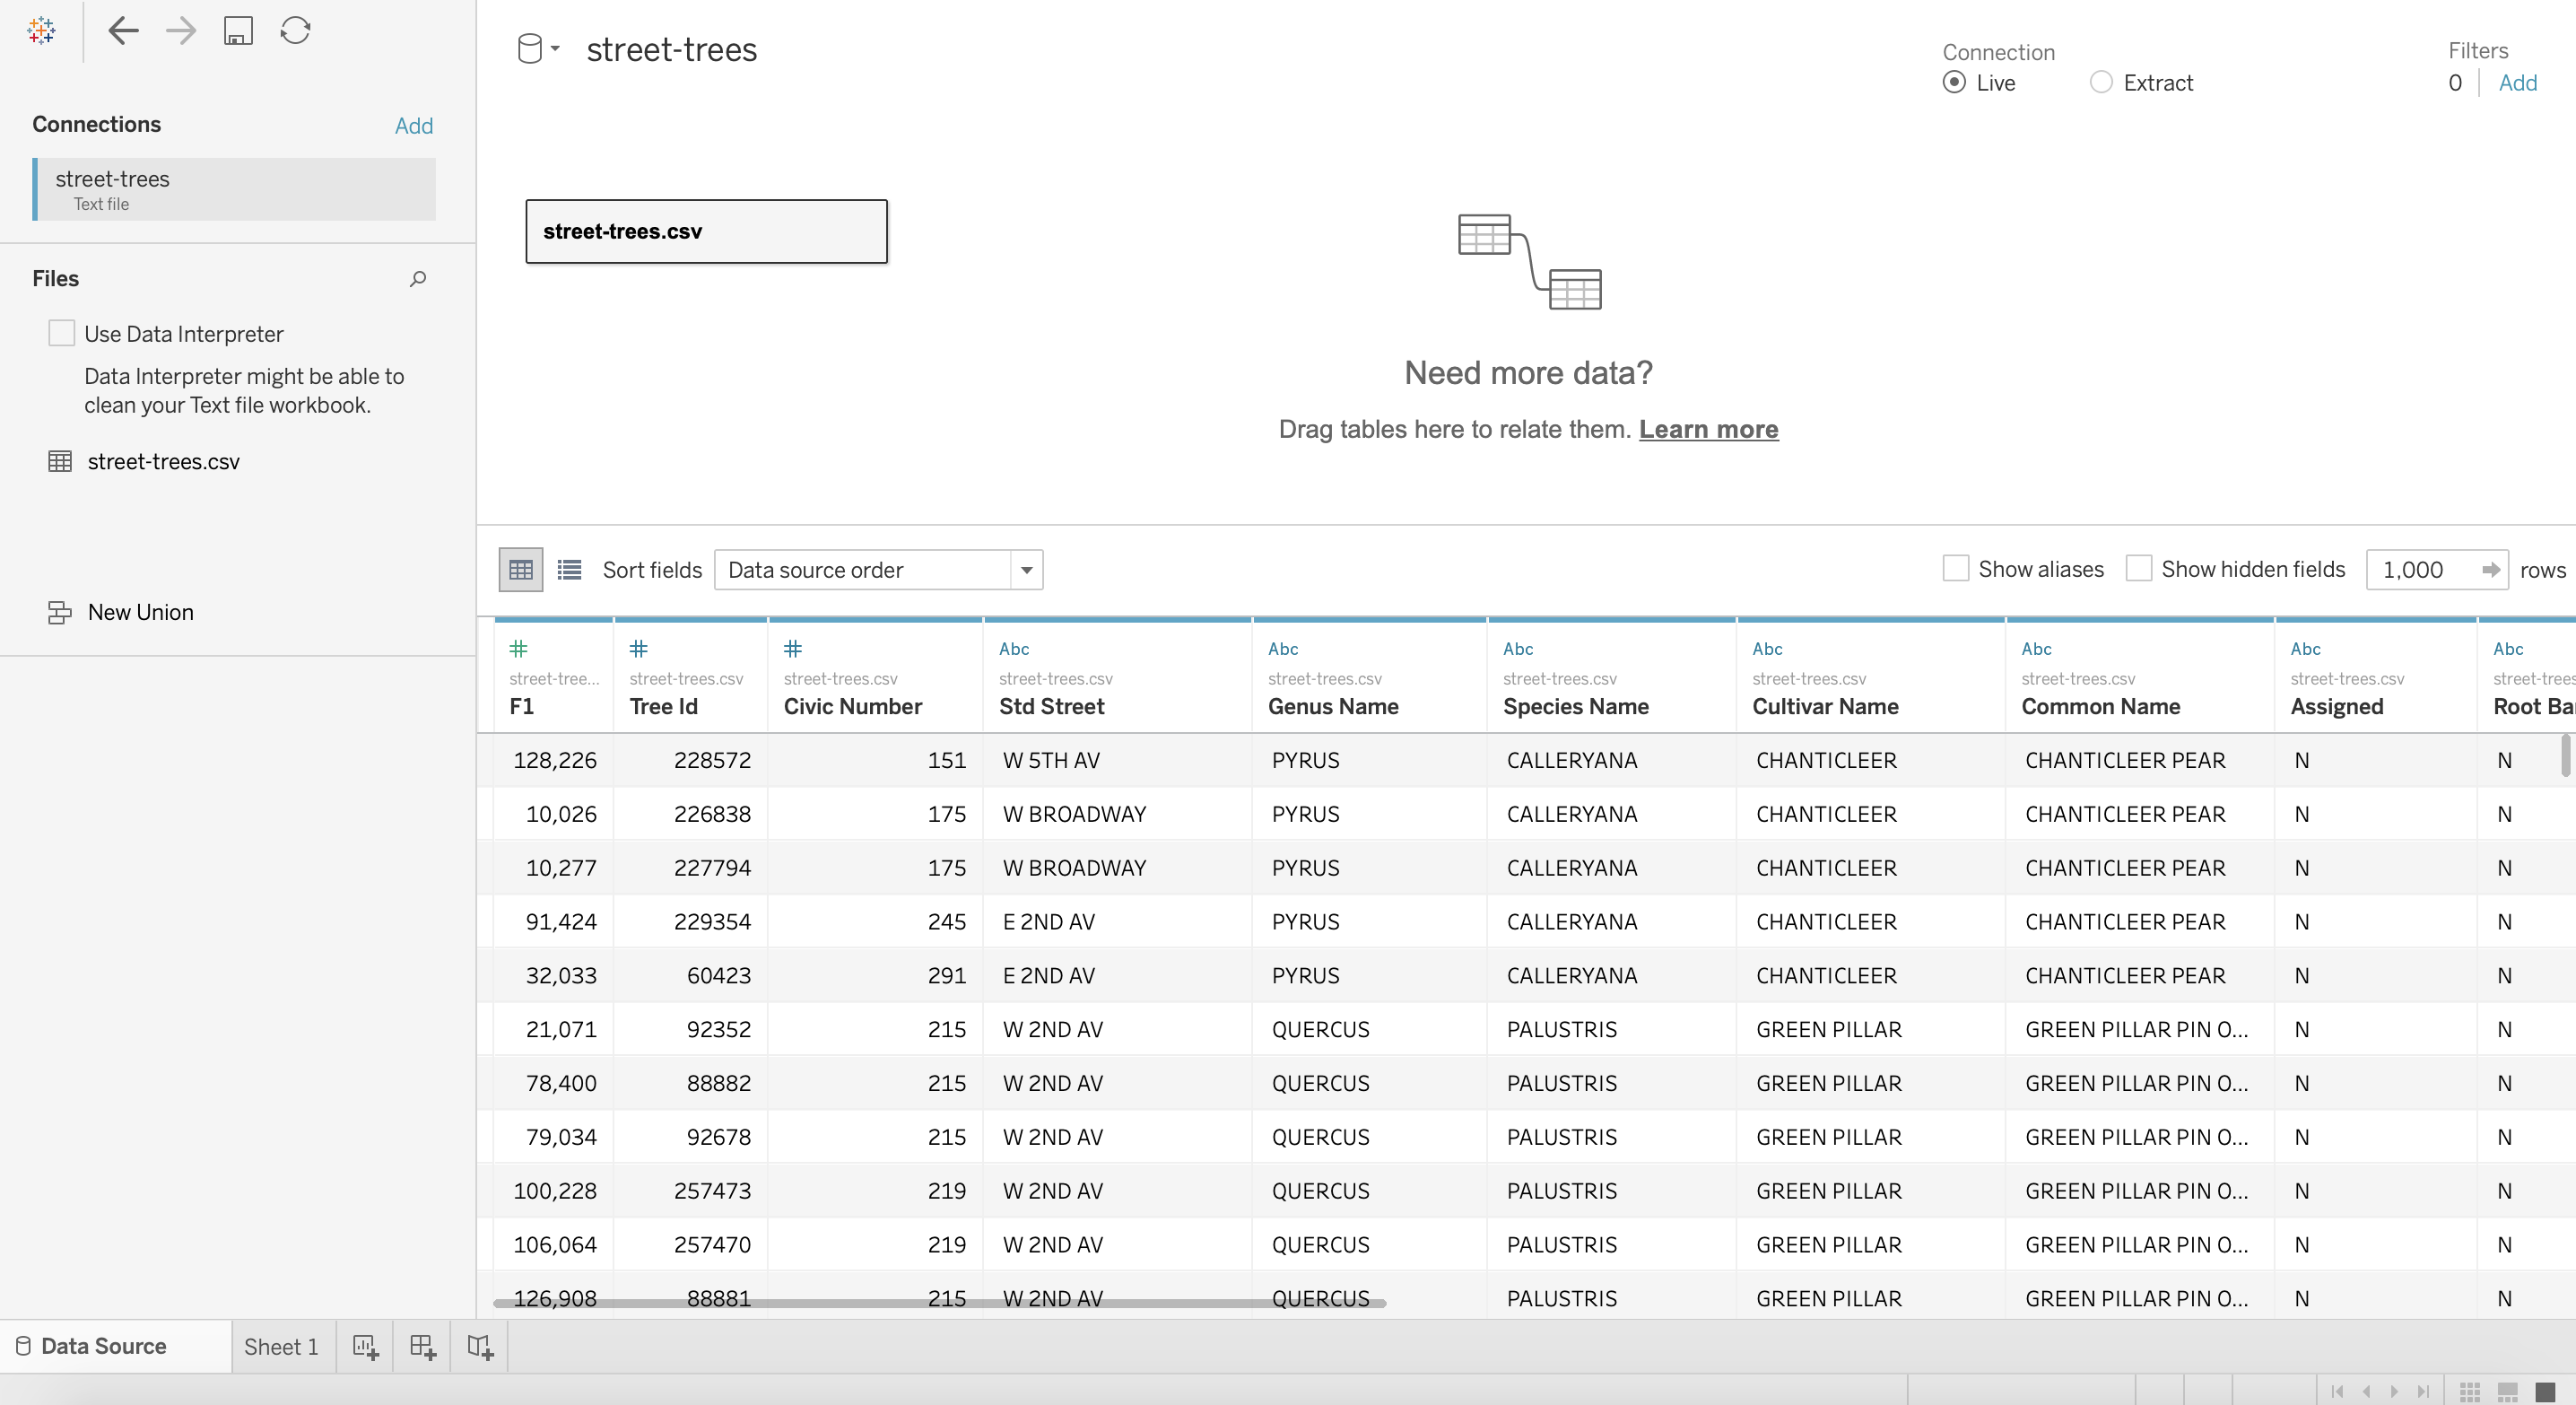 street-trees
Connection
Live
Extract
Filters
0
Add
Connections
Add
street-trees
Text file
Files
Use Data Interpreter
Data Interpreter might be able to
clean your Text file workbook.
street-trees.csv
New Union
street-trees.csv
Need more data?
Drag tables here to relate them. Learn more
Sort fields Data source order Show aliases Show hidden fields 1,000 rows
Abc Abc Abc Abc Abc Abc
street-tree... street-trees.csv street-trees.csv street-trees.csv street-trees.csv street-trees.csv street-trees.csv street-trees.csv street-trees.csv street-trees
F1 Tree Id Civic Number Std Street Genus Name Species Name Cultivar Name Common Name Assigned Root Ba
128,226 228572 151 W 5TH AV PYRUS CALLERYANA CHANTICLEER CHANTICLEER PEAR N N
10,026 226838 175 W BROADWAY PYRUS CALLERYANA CHANTICLEER CHANTICLEER PEAR N N
10,277 227794 175 W BROADWAY PYRUS CALLERYANA CHANTICLEER CHANTICLEER PEAR N N
91,424 229354 245 E 2ND AV PYRUS CALLERYANA CHANTICLEER CHANTICLEER PEAR N N
32,033 60423 291 E 2ND AV PYRUS CALLERYANA CHANTICLEER CHANTICLEER PEAR N N
21,071 92352 215 W 2ND AV QUERCUS PALUSTRIS GREEN PILLAR GREEN PILLAR PIN O... N N
78,400 88882 215 W 2ND AV QUERCUS PALUSTRIS GREEN PILLAR GREEN PILLAR PIN O... N N
79,034 92678 215 W 2ND AV QUERCUS PALUSTRIS GREEN PILLAR GREEN PILLAR PIN O... N N
100,228 257473 219 W 2ND AV QUERCUS PALUSTRIS GREEN PILLAR GREEN PILLAR PIN O... N N
106,064 257470 219 W 2ND AV QUERCUS PALUSTRIS GREEN PILLAR GREEN PILLAR PIN O... N N
126,908 88881 215 W 2ND AV QUERCUS PALUSTRIS GREEN PILLAR GREEN PILLAR PIN O... N N
Data Source Sheet 1